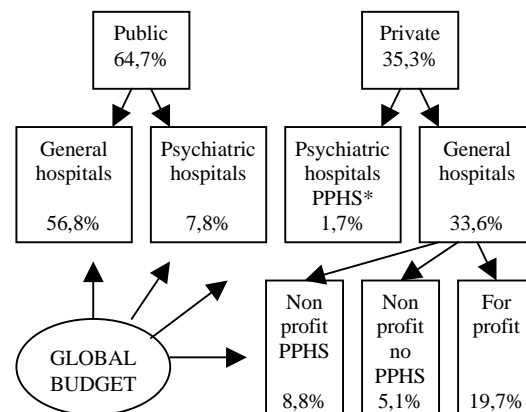 Public
64,7%
Private
35,3%
General
hospitals
56,8%
Psychiatric
hospitals
7,8%
Psychiatric
hospitals
PPHS*
1,7%
General
hospitals
33,6%
GLOBAL
BUDGET
Non
profit
PPHS
8,8%
Non
profit
no
PPHS
5,1%
For
profit
19,7%